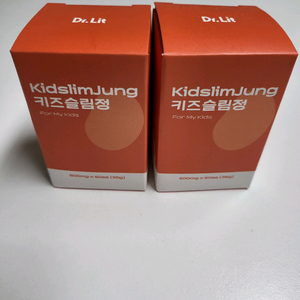 Dr.Lit
KidslimJung
키즈슬림정
For My Kids
Dr.Lit
KidslimJung
키즈슬림정
For My Kids